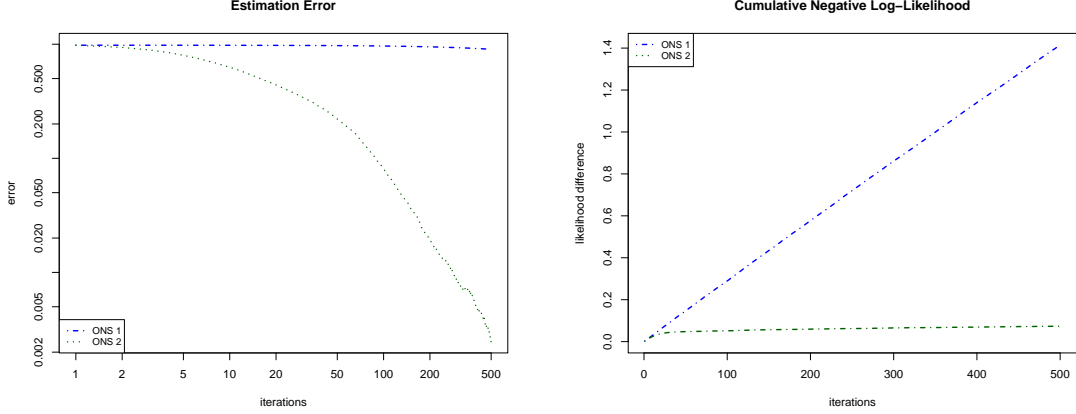 Estimation Error
error
0.500
0.200
0.050
0.020
0.005
0.002
ONS 1
ONS 2
1 2 5 10 20 50 100 200 500
iterations
Cumulative Negative Log−Likelihood
likelihood difference
1.4
1.2
1.0
0.8
0.6
0.4
0.2
0.0
ONS 1
ONS 2
0 100 200 300 400 500
iterations